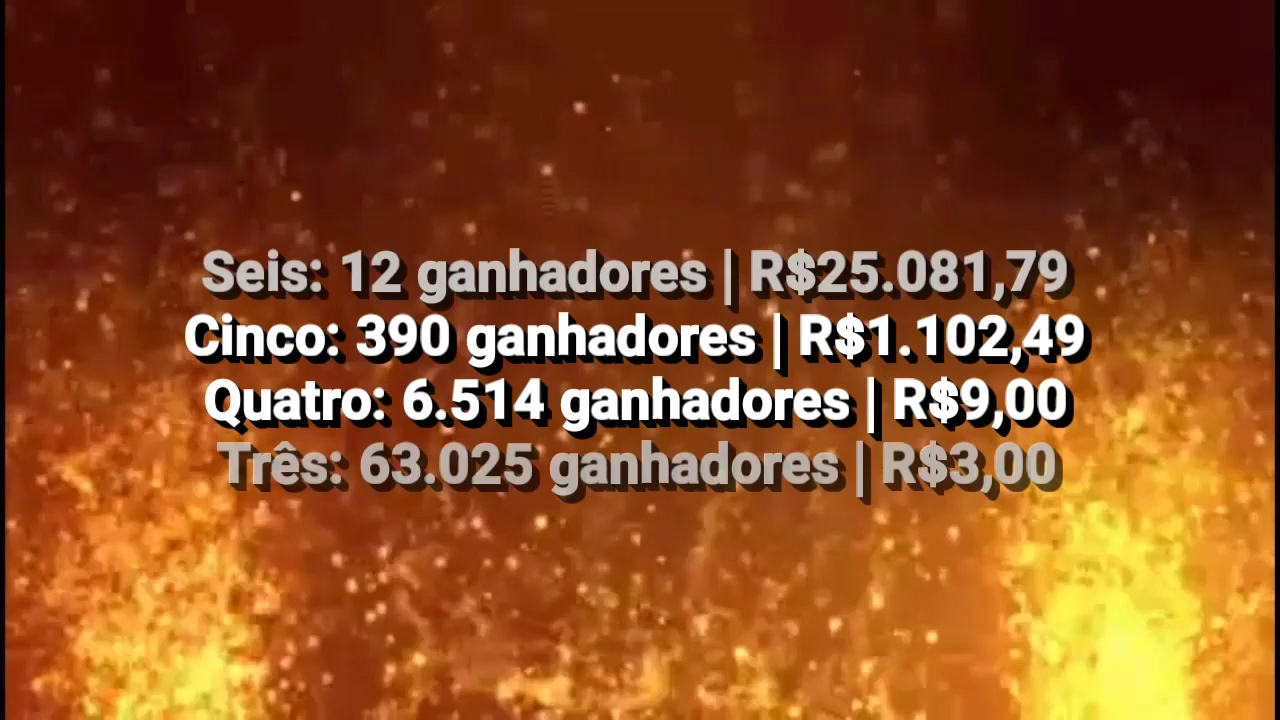 Seis: 12 ganhadores | R$25.081,79
Cinco: 390 ganhadores | R$1.102,49
Quatro: 6.514 ganhadores | R$9,00
Três: 63.025 ganhadores | R$3,00